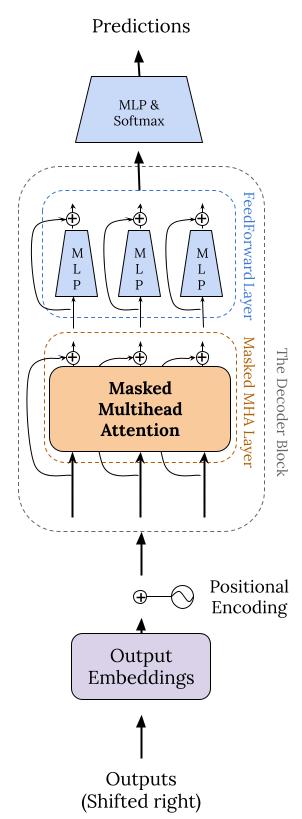 Predictions
MLP &
Softmax
FeedForward Layer
M
L
P
M
L
P
M
L
P
Masked MHA Layer
Masked
Multihead
Attention
The Decoder Block
Positional
Encoding
Output
Embeddings
Outputs
(Shifted right)